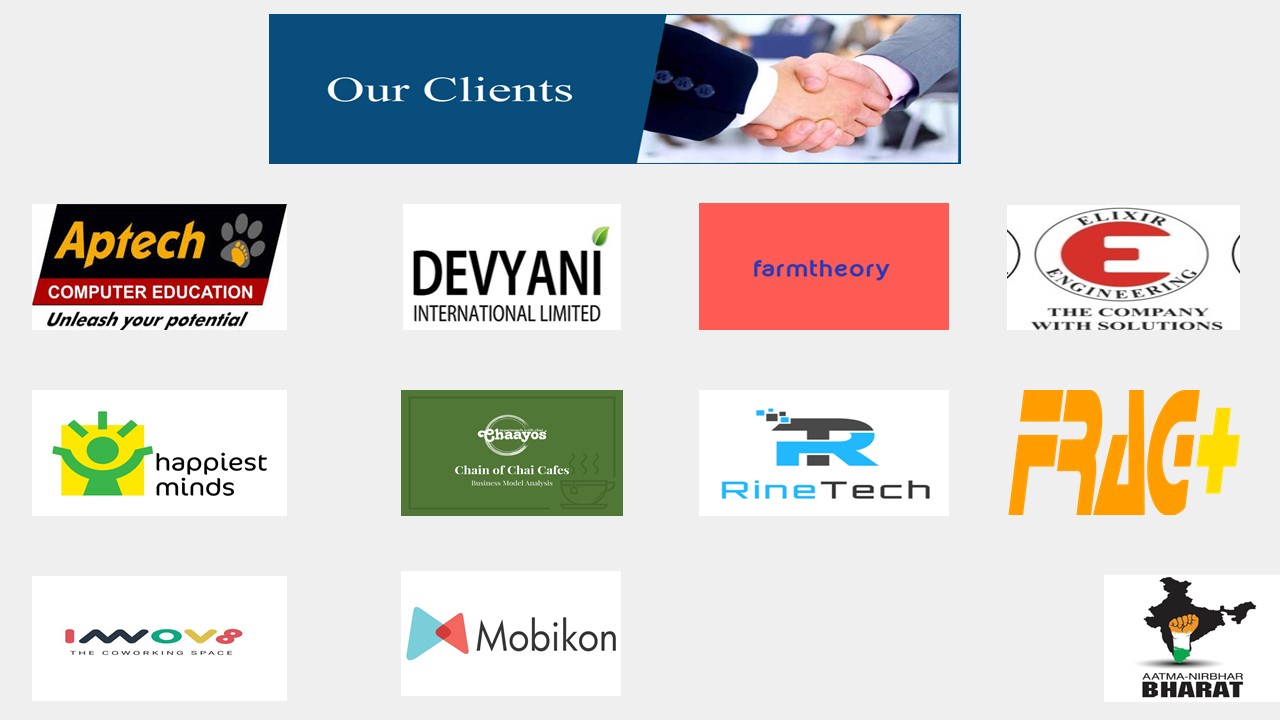 Our Clients
Aptech
COMPUTER EDUCATION
Unleash your potential
DEVYANI
INTERNATIONAL LIMITED
farmtheory
ELIXIR
E
ENGINEERING
THE COMPANY
WITH SOLUTIONS
happiest
minds
Chaayos
Chain of Chai Cafes
Business Model Analysis
RineTech
FRAG+
INNOV8
THE COWORKING SPACE
Mobikon
AATMA-NIRBHAR
BHARAT